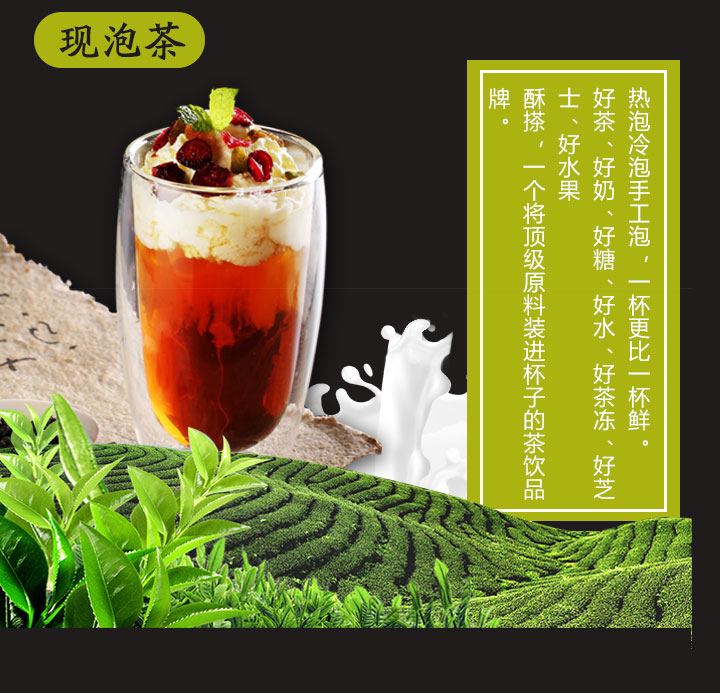 现泡茶
热泡冷泡手工泡，一杯更比一杯鲜。
好茶、好奶、好糖、好水、好茶冻、好芝
士、好水果
酥搽，一个将顶级原料装进杯子的茶饮品
牌。